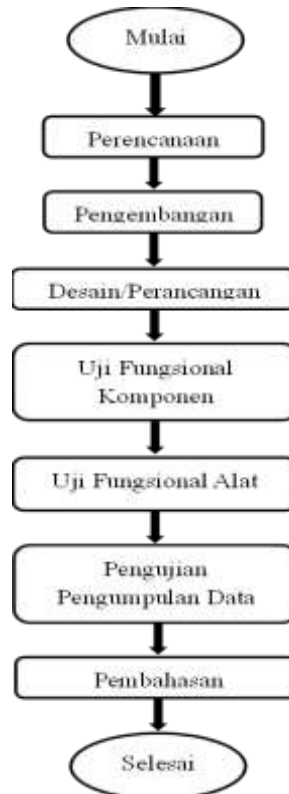 Mulai
Perencanaan
Pengembangan
Desain/Perancangan
Uji Fungsional
Komponen
Uji Fungsional Alat
Pengujian
Pengumpulan Data
Pembahasan
Selesai